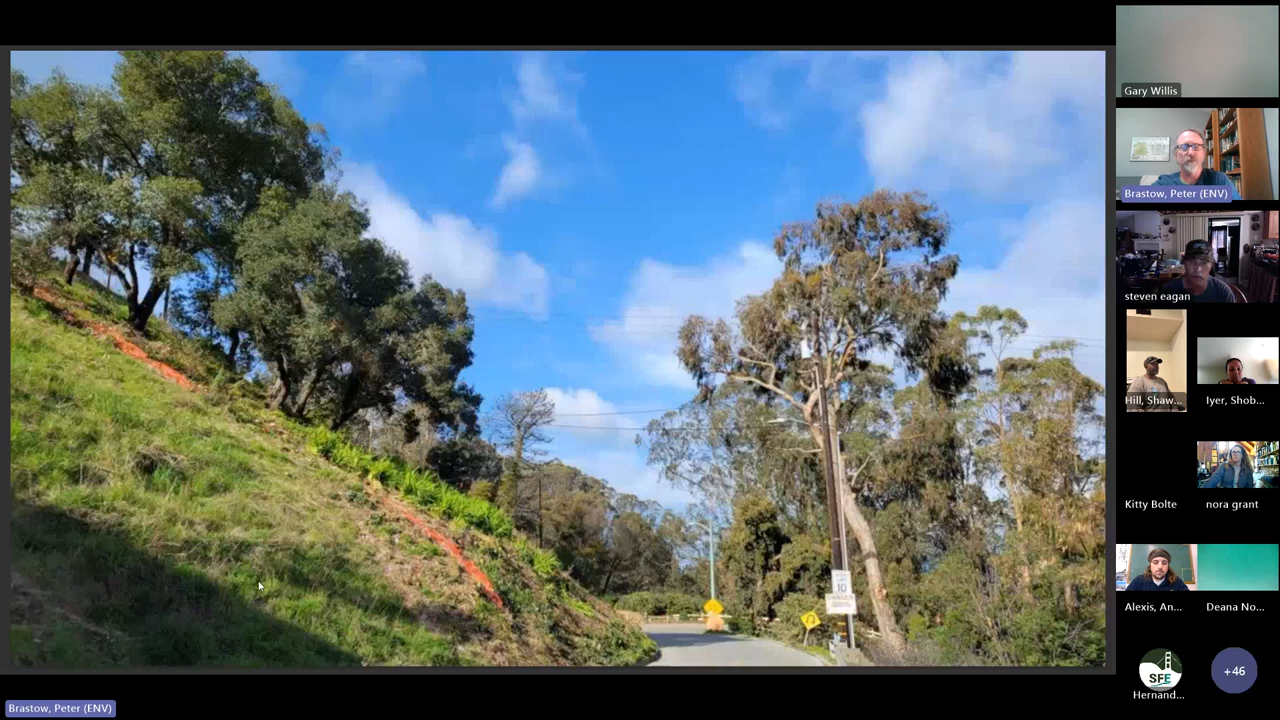 Gary Willis
Brastow, Peter (ENV)
steven eagan
Hill, Shaw...
Iyer, Shob...
Kitty Bolte
nora grant
Alexis, An...
Deana No...
SFE
Hernand...
+46
10
Brastow, Peter (ENV)